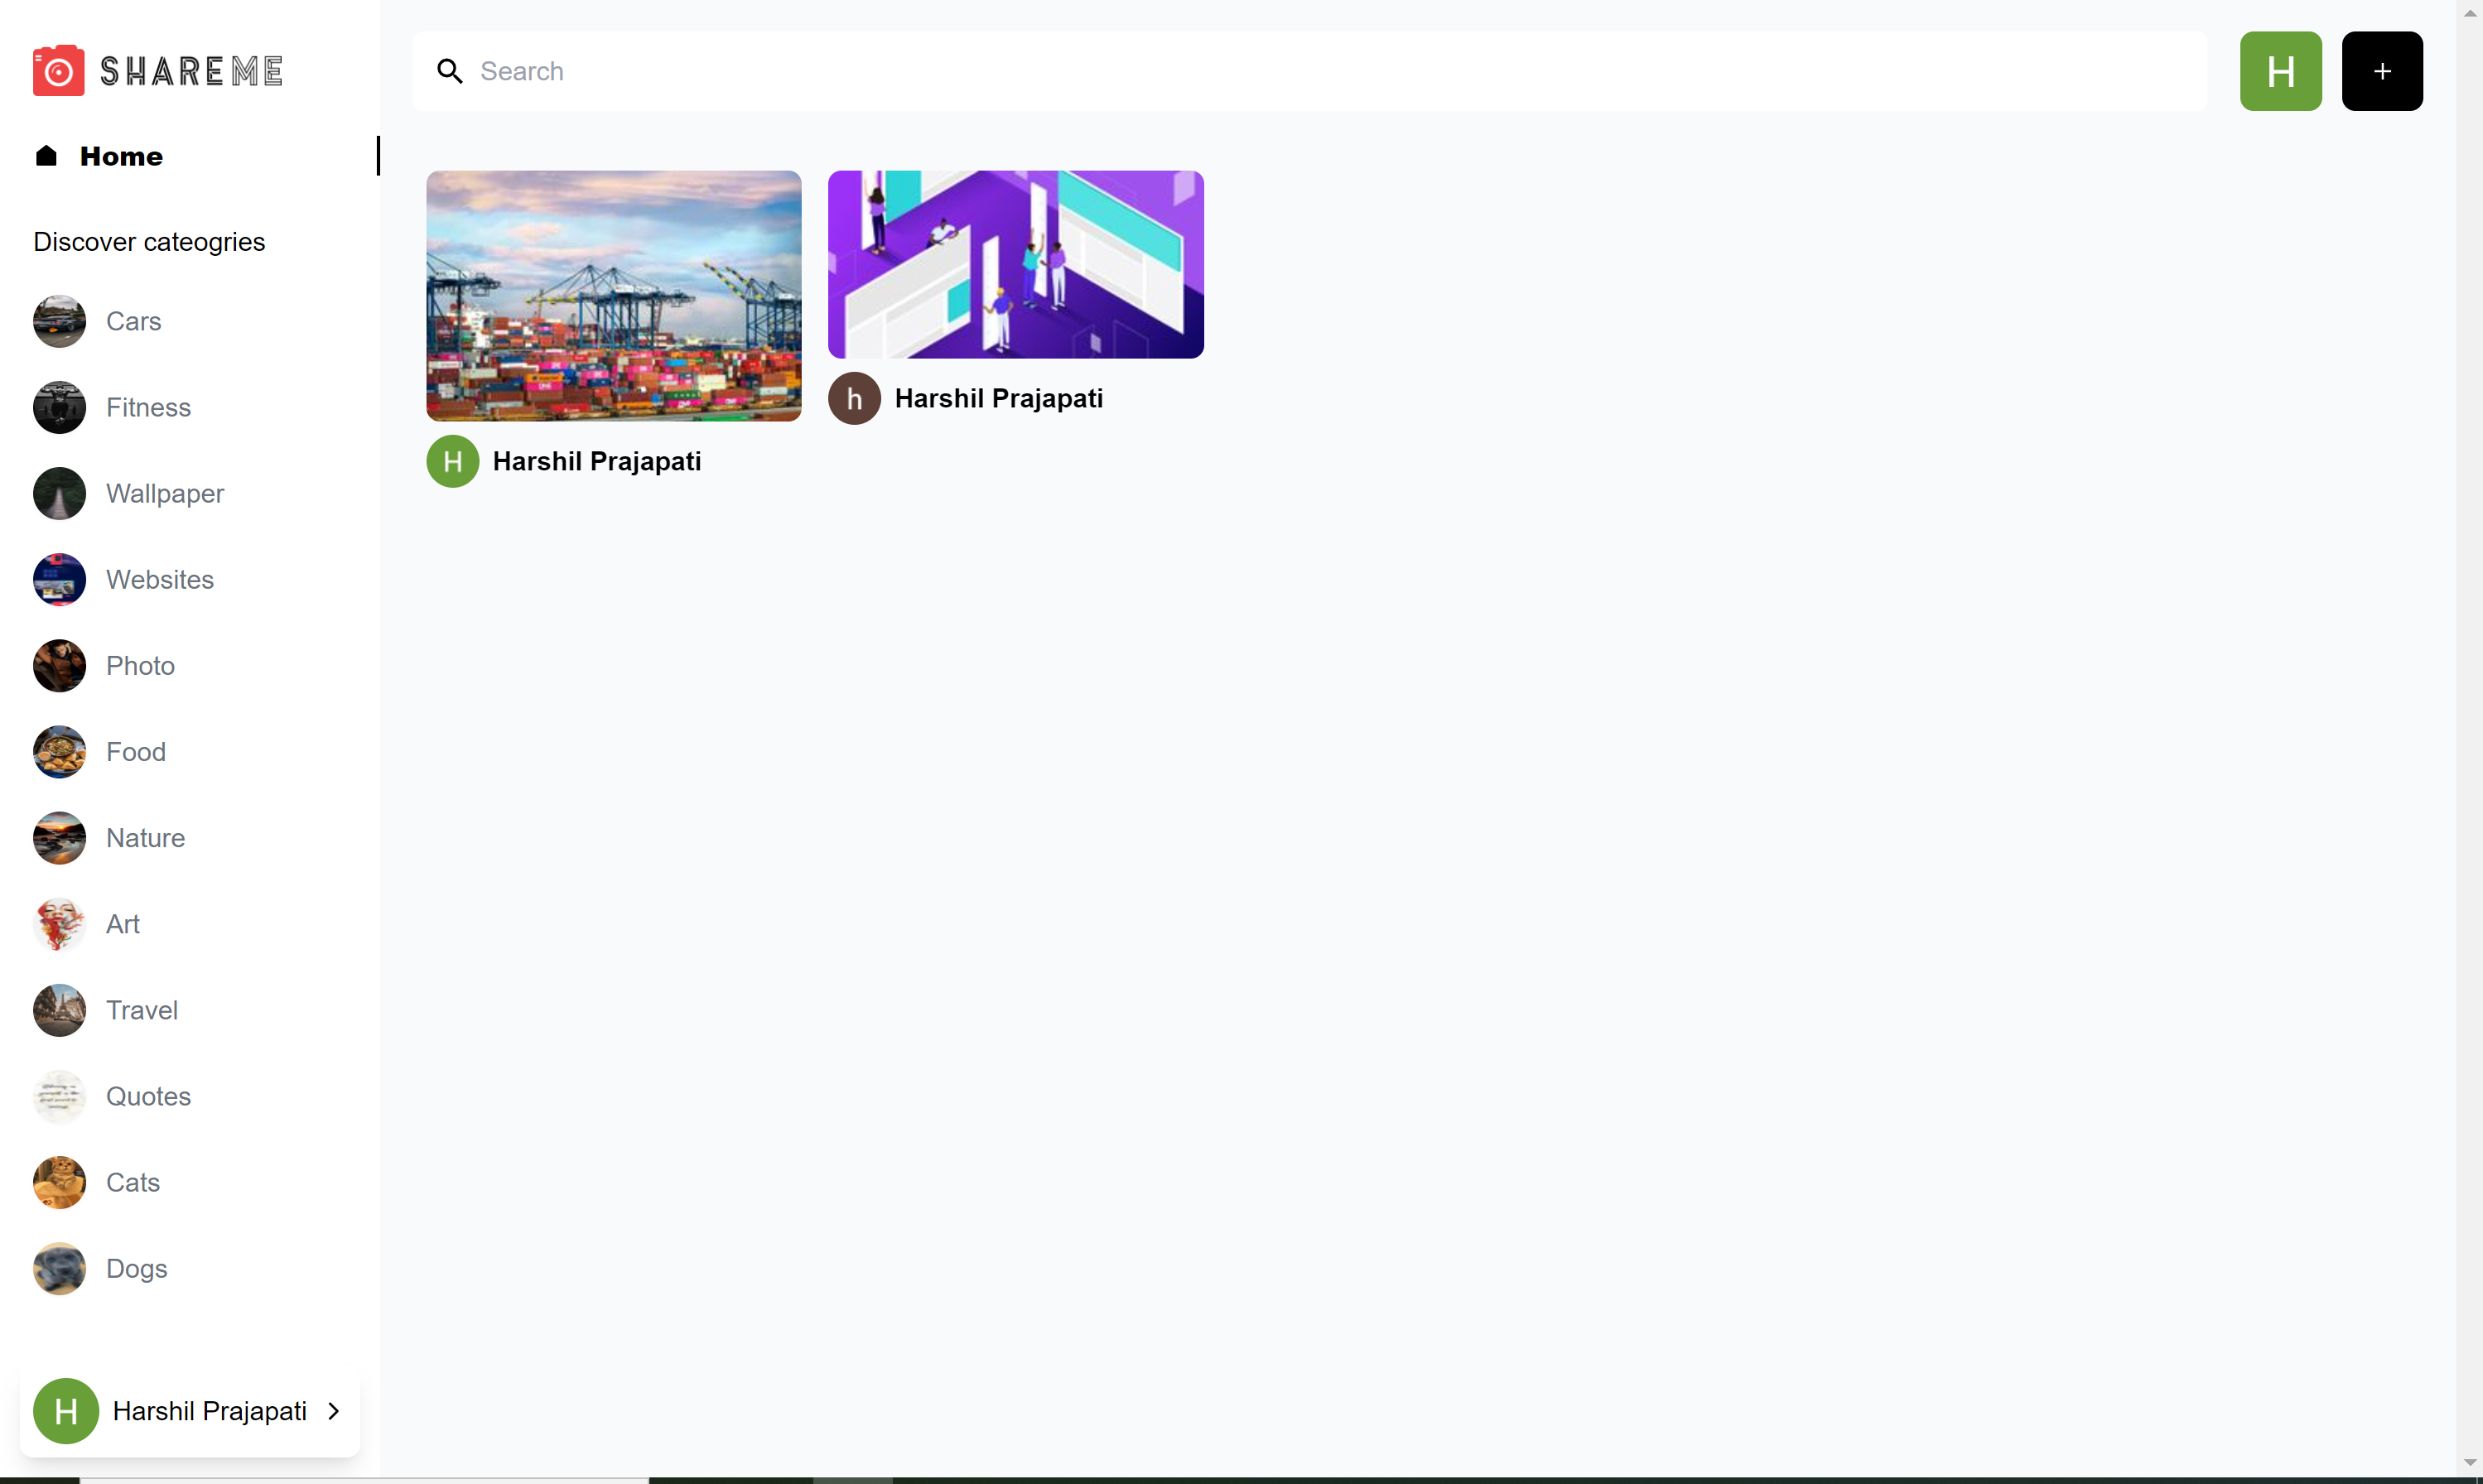 SHAREME
Search
H
+
Home
Discover cateogries
Cars
Fitness
Wallpaper
Websites
Photo
Food
Nature
Art
Travel
Quotes
Cats
Dogs
h Harshil Prajapati
H Harshil Prajapati
H Harshil Prajapati